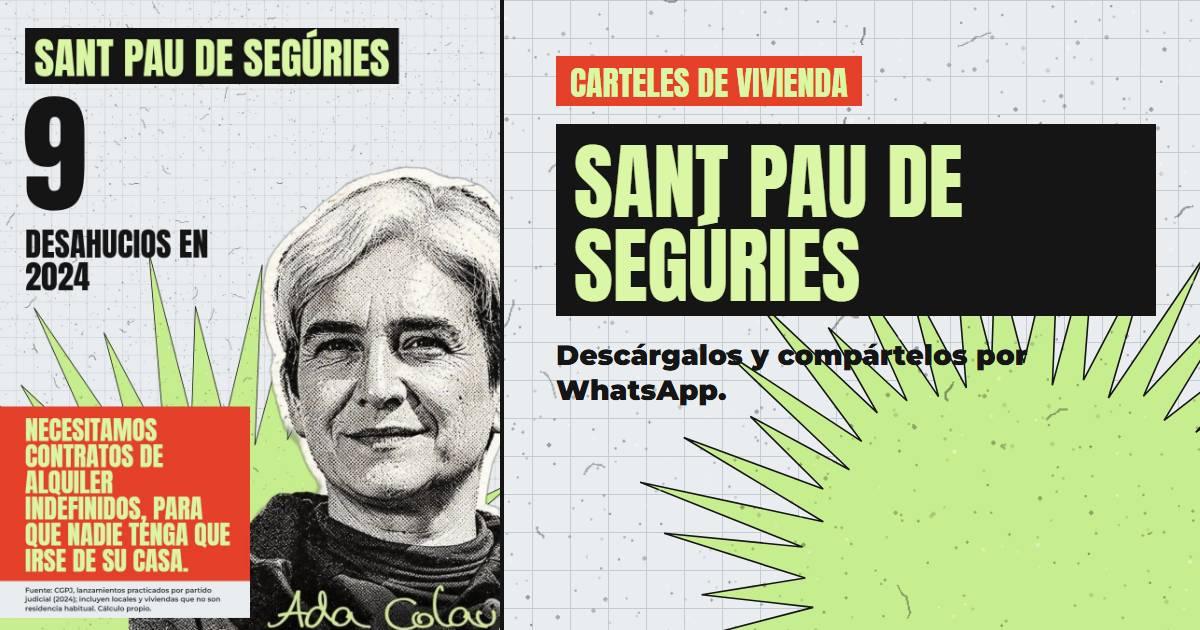 SANT PAU DE SEGÚRIES
9
DESAHUCIOS EN
2024
NECESITAMOS
CONTRATOS DE
ALQUILER
INDEFINIDOS, PARA
QUE NADIE TENGA QUE
IRSE DE SU CASA.
Fuente: CGPJ, lanzamientos practicados por partido
judicial (2024); incluyen locales y viviendas que no son
residencia habitual. Cálculo propio.
Ada Colau
CARTELES DE VIVIENDA
SANT PAU DE
SEGÚRIES
Descárgalos y compártelos por
WhatsApp.